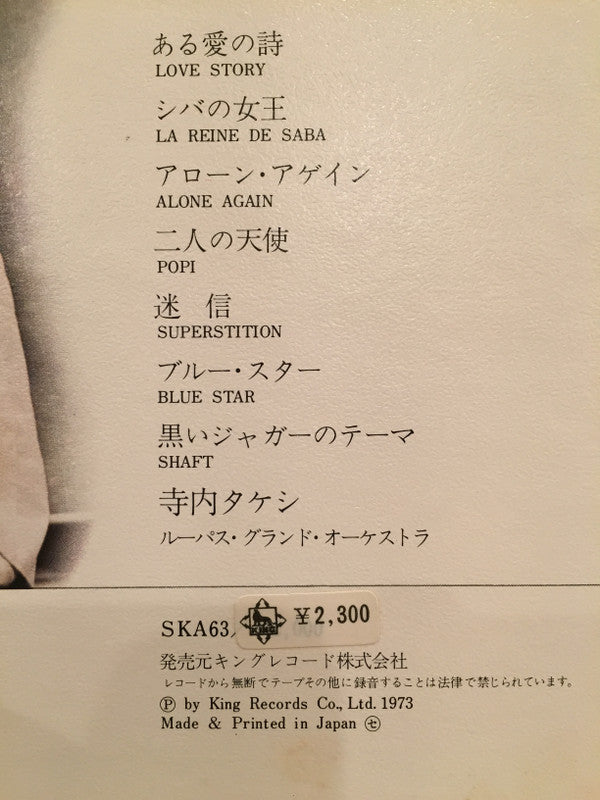 ある愛の詩
LOVE STORY
シバの女王
LA REINE DE SABA
アローン・アゲイン
ALONE AGAIN
二人の天使
POPI
迷信
SUPERSTITION
ブルー・スター
BLUE STAR
黒いジャガーのテーマ
SHAFT
寺内タケシ
ルーパス・グランド・オーケストラ
SKA63 KING ¥2,300
発売元キングレコード株式会社
レコードから無断でテープその他に録音することは法律で禁じられています。
Ⓟ by King Records Co., Ltd. 1973
Made & Printed in Japan ㋲